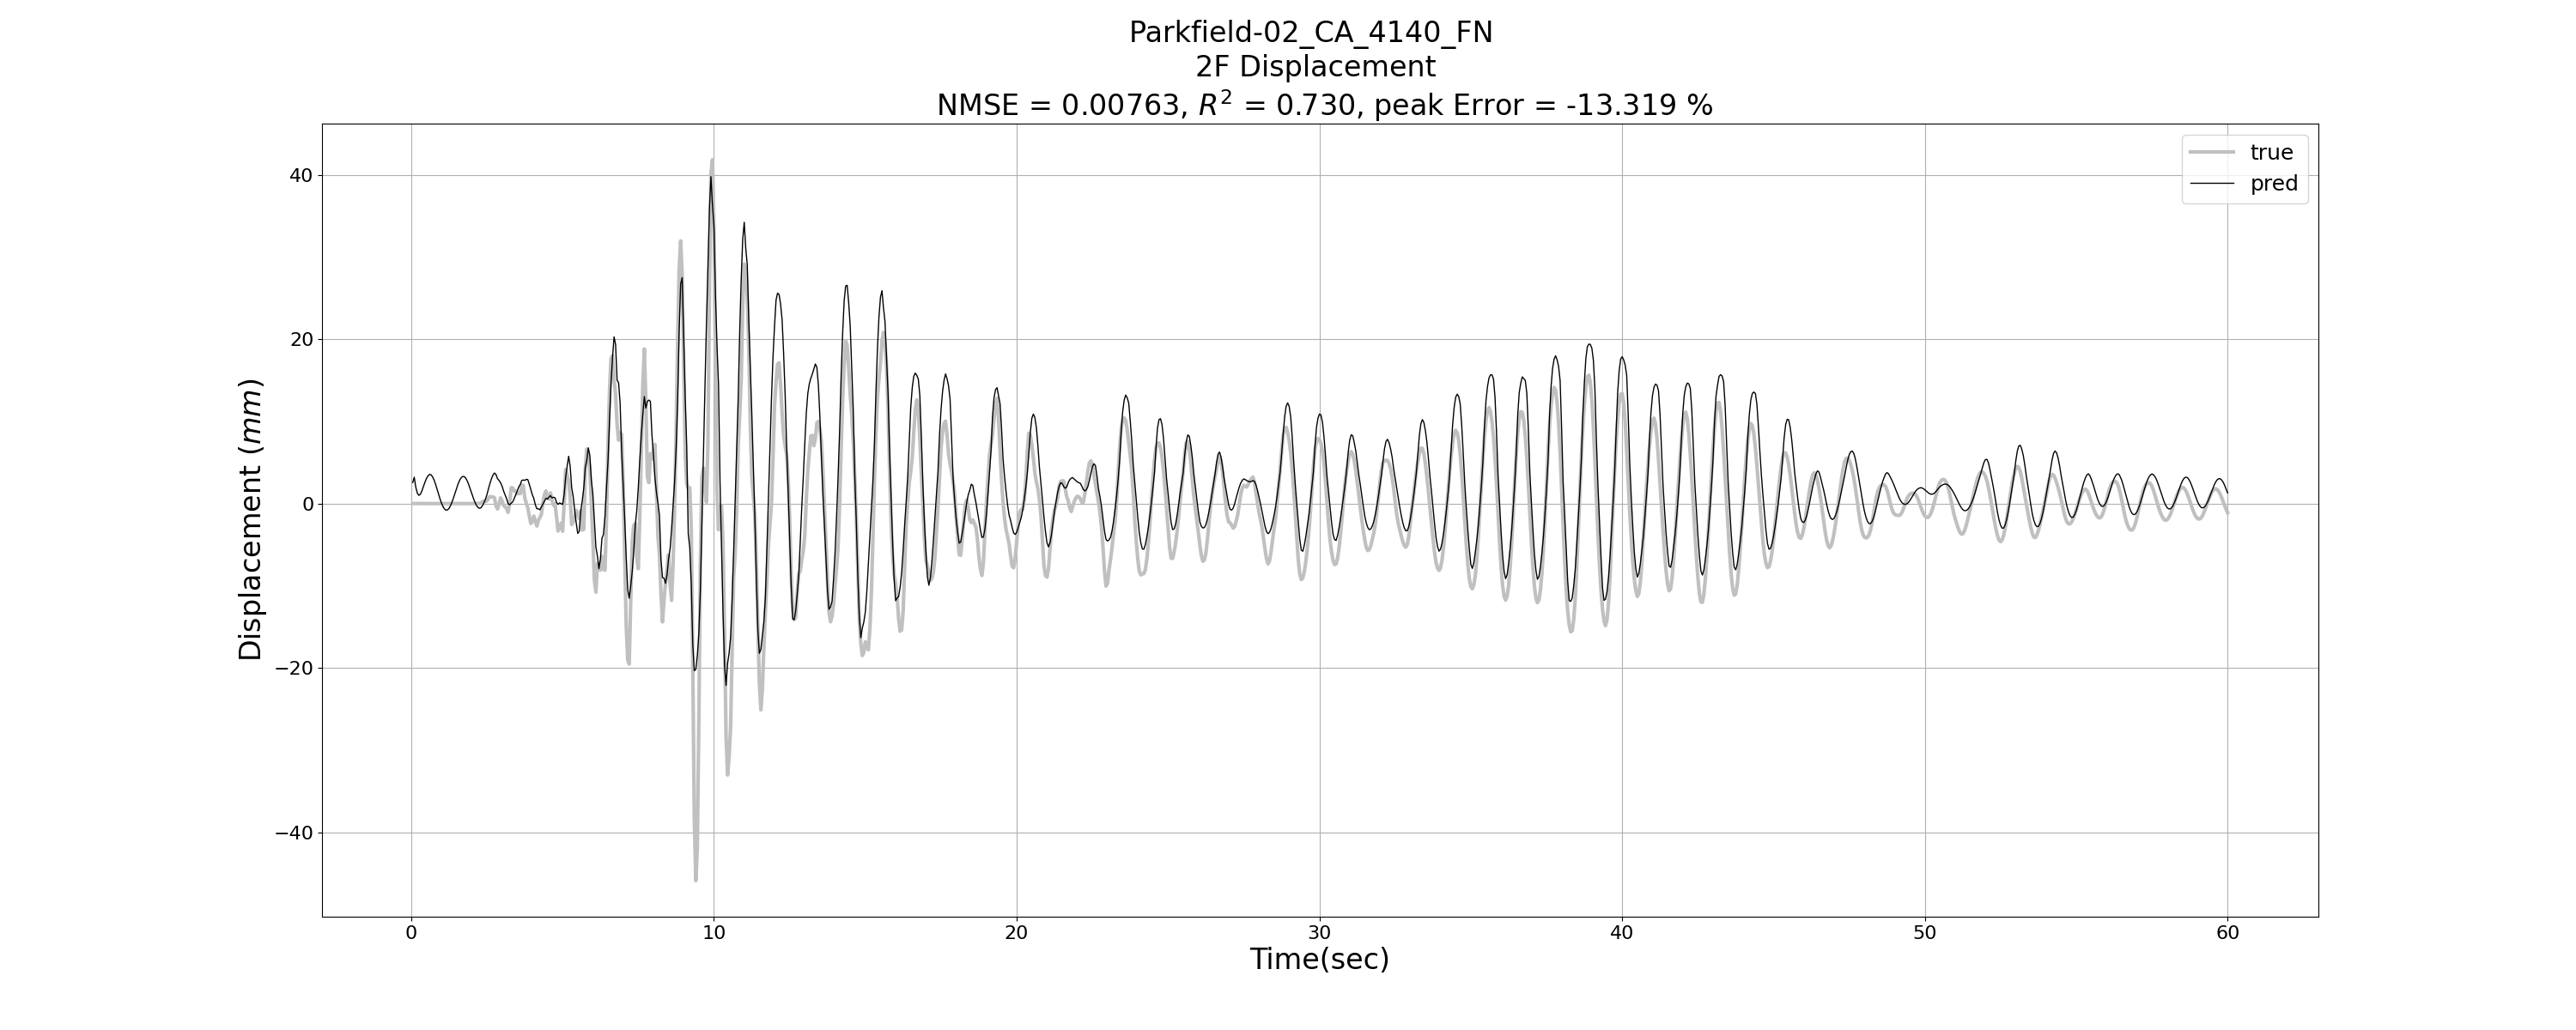 Parkfield-02_CA_4140_FN
2F Displacement
NMSE = 0.00763, R² = 0.730, peak Error = -13.319 %
true
pred
40
20
0
−20
−40
Displacement (mm)
0 10 20 30 40 50 60
Time(sec)